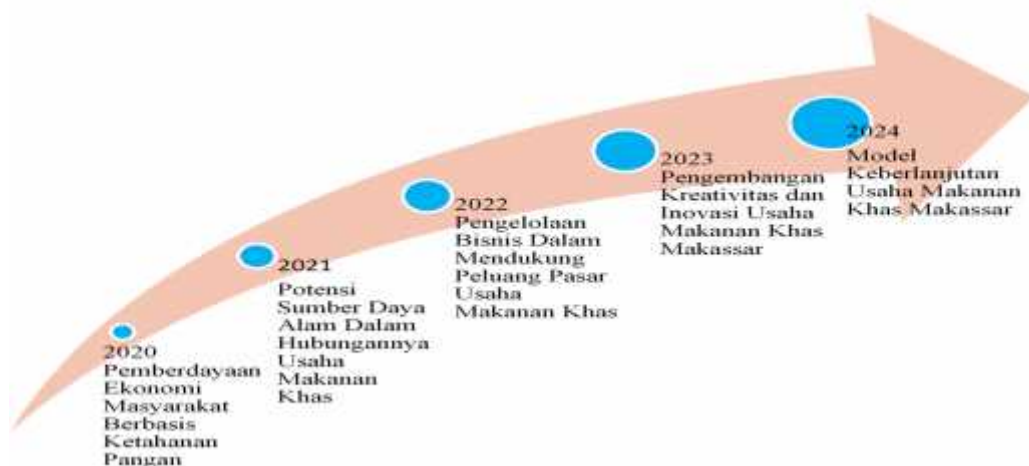 2020
Pemberdayaan
Ekonomi
Masyarakat
Berbasis
Ketahanan
Pangan
2021
Potensi
Sumber Daya
Alam Dalam
Hubungannya
Usaha
Makanan
Khas
2022
Pengelolaan
Bisnis Dalam
Mendukung
Peluang Pasar
Usaha
Makanan Khas
2023
Pengembangan
Kreativitas dan
Inovasi Usaha
Makanan Khas
Makassar
2024
Model
Keberlanjutan
Usaha Makanan
Khas Makassar